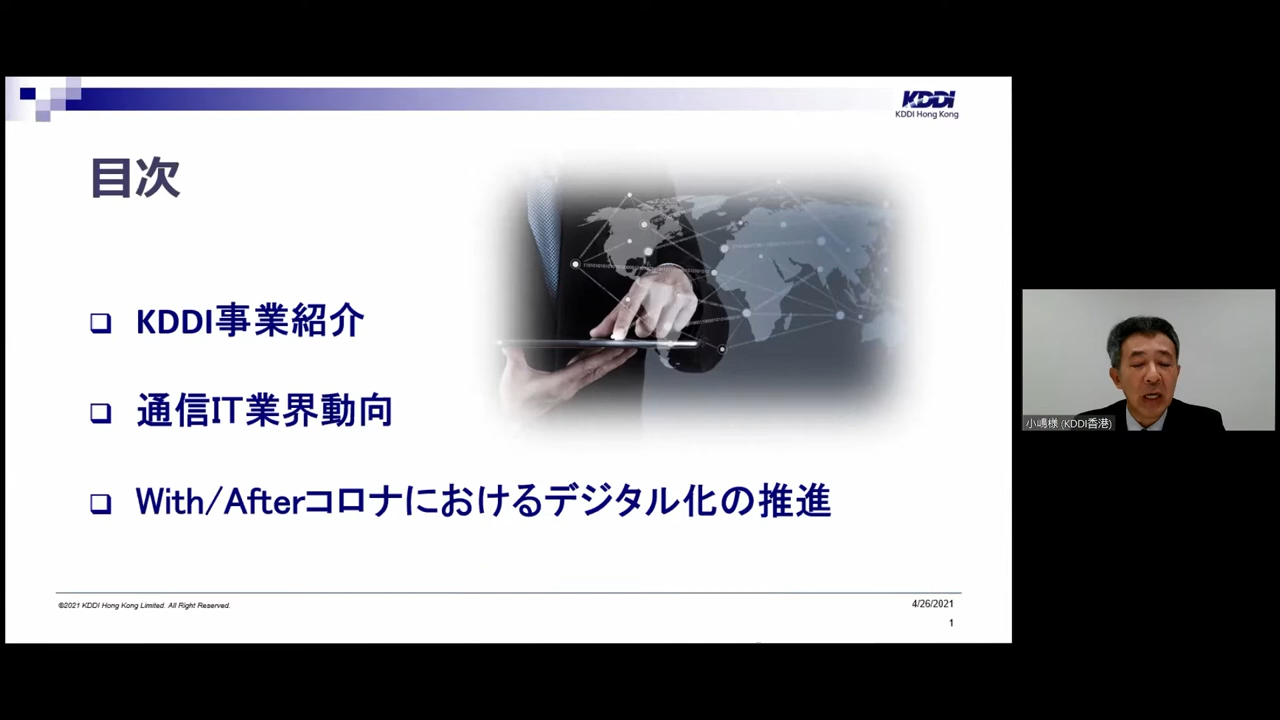 KDDI
KDDI Hong Kong
目次
❑ KDDI事業紹介
❑ 通信IT業界動向
❑ With/Afterコロナにおけるデジタル化の推進
小嶋様 (KDDI香港)
©2021 KDDI Hong Kong Limited. All Right Reserved.
4/26/2021
1